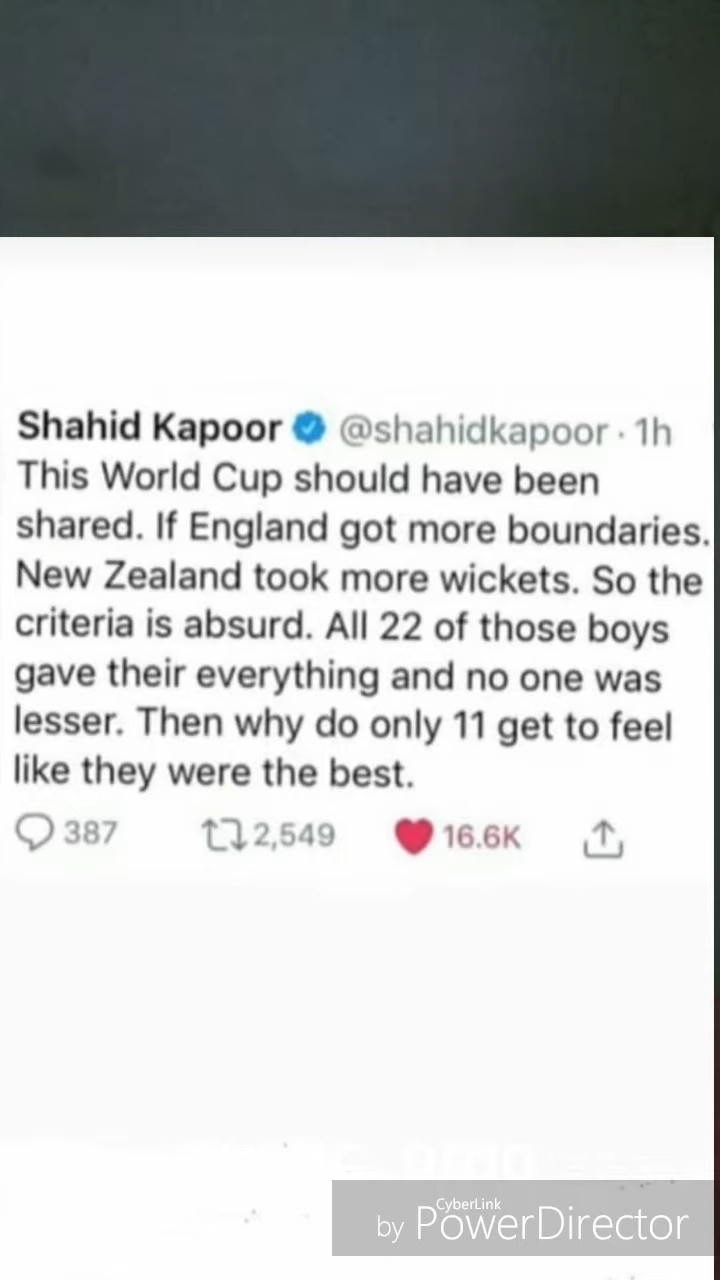 Shahid Kapoor @shahidkapoor · 1h
This World Cup should have been
shared. If England got more boundaries.
New Zealand took more wickets. So the
criteria is absurd. All 22 of those boys
gave their everything and no one was
lesser. Then why do only 11 get to feel
like they were the best.
387 2,549 16.6K
CyberLink
by PowerDirector